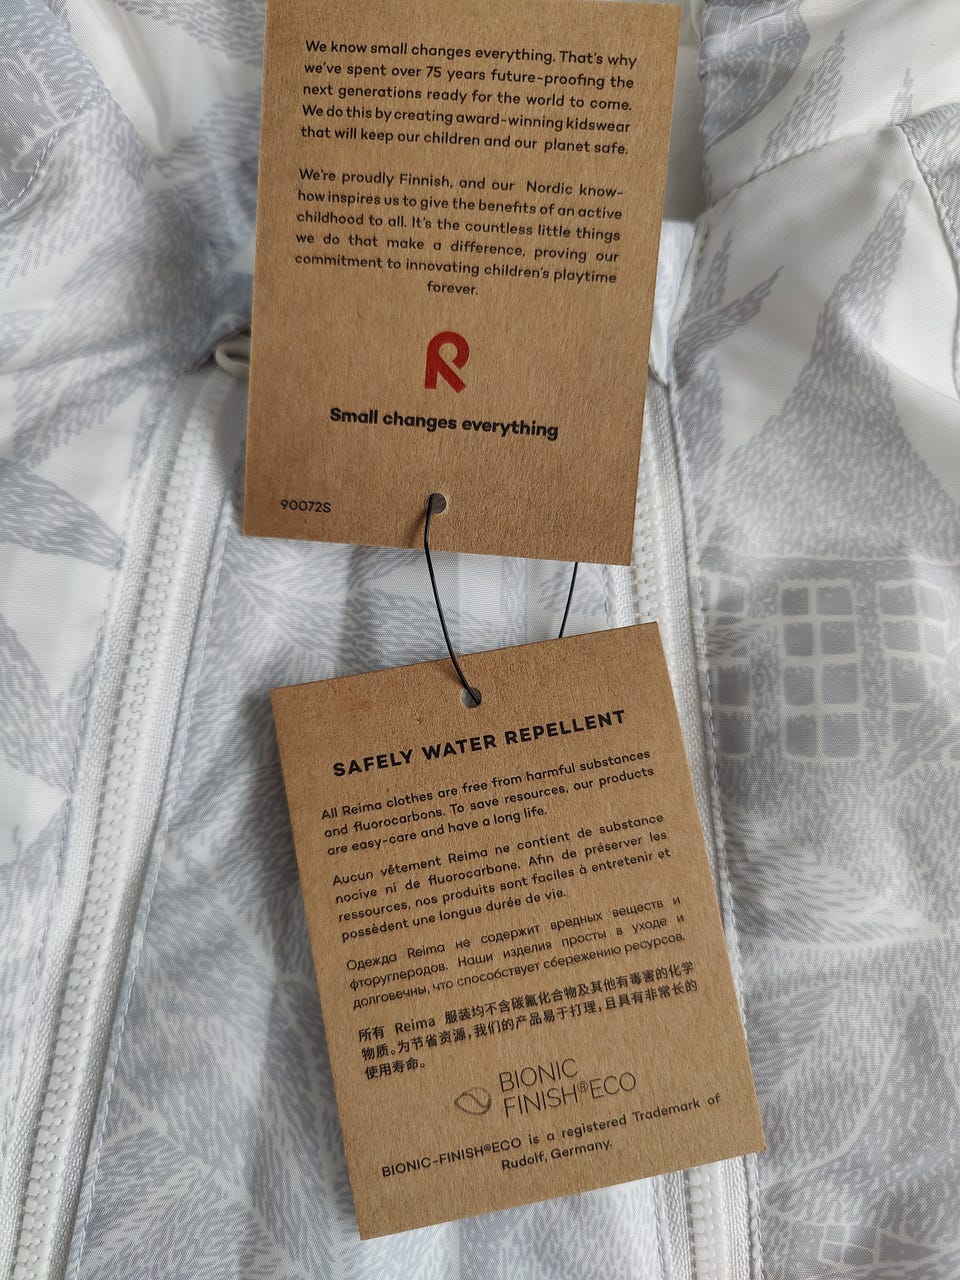 We know small changes everything. That's why
we've spent over 75 years future-proofing the
next generations ready for the world to come.
We do this by creating award-winning kidswear
that will keep our children and our planet safe.
We're proudly Finnish, and our Nordic know-
how inspires us to give the benefits of an active
childhood to all. It's the countless little things
we do that make a difference, proving our
commitment to innovating children's playtime
forever.
R
Small changes everything
90072S
SAFELY WATER REPELLENT
All Reima clothes are free from harmful substances
and fluorocarbons. To save resources, our products
are easy-care and have a long life.
Aucun vêtement Reima ne contient de substance
nocive ni de fluorocarbone. Afin de préserver les
ressources, nos produits sont faciles à entretenir et
possèdent une longue durée de vie.
Одежда Reima не содержит вредных веществ и
фторуглеродов. Наши изделия просты в уходе и
долговечны, что способствует сбережению ресурсов.
所有 Reima 服装均不含碳氟化合物及其他有毒害的化学
物质。为节省资源，我们的产品易于打理，且具有非常长的
使用寿命。
BIONIC
FINISH®ECO
BIONIC-FINISH®ECO is a registered Trademark of
Rudolf, Germany.